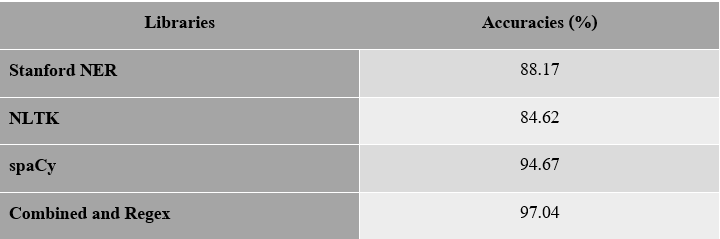 Libraries Accuracies (%)
Stanford NER 88.17
NLTK 84.62
spaCy 94.67
Combined and Regex 97.04